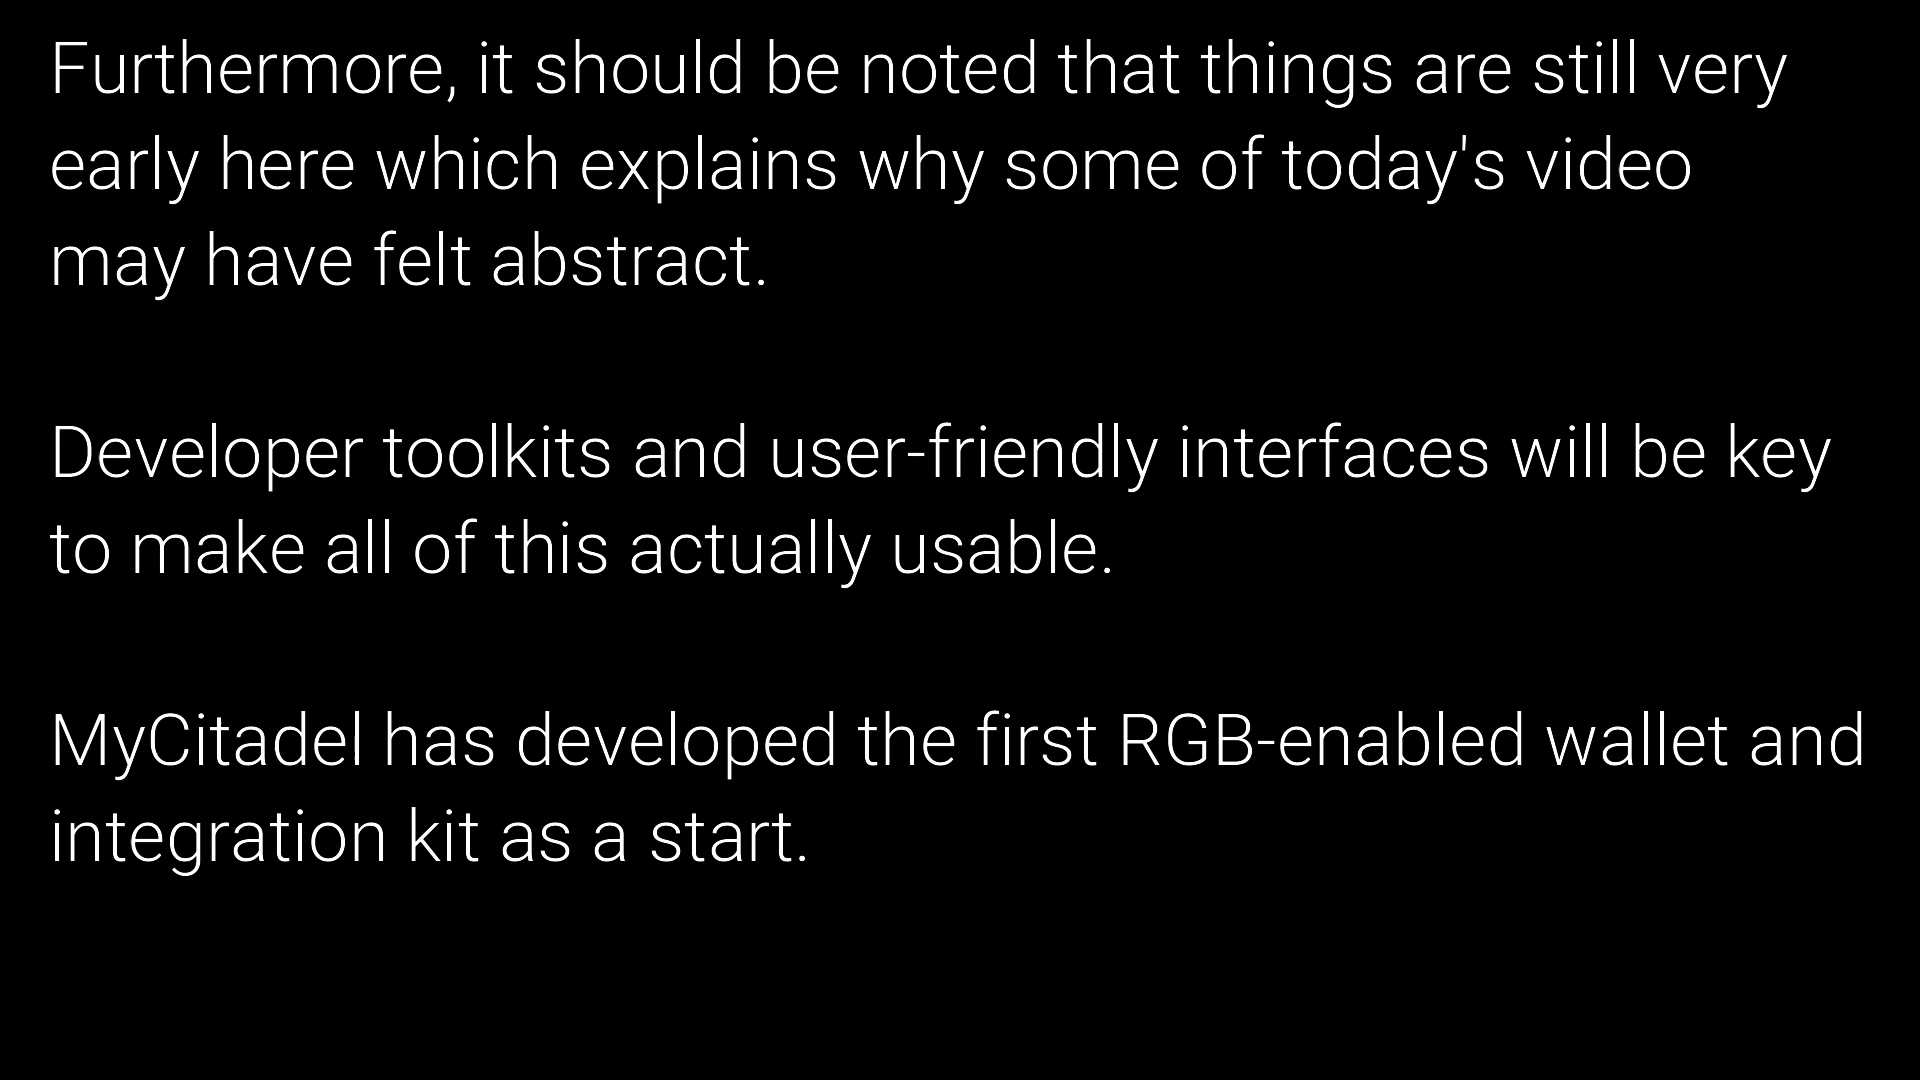 Furthermore, it should be noted that things are still very
early here which explains why some of today's video
may have felt abstract.
Developer toolkits and user-friendly interfaces will be key
to make all of this actually usable.
MyCitadel has developed the first RGB-enabled wallet and
integration kit as a start.